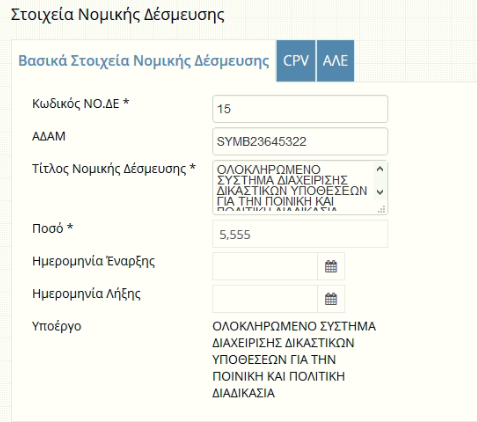 Στοιχεία Νομικής Δέσμευσης
Βασικά Στοιχεία Νομικής Δέσμευσης CPV ΑΛΕ
Κωδικός ΝΟ.ΔΕ * 15
ΑΔΑΜ SYMB23645322
Τίτλος Νομικής Δέσμευσης * ΟΛΟΚΛΗΡΩΜΕΝΟ
ΣΥΣΤΗΜΑ ΔΙΑΧΕΙΡΙΣΗΣ
ΔΙΚΑΣΤΙΚΩΝ ΥΠΟΘΕΣΕΩΝ
ΓΙΑ ΤΗΝ ΠΟΙΝΙΚΗ ΚΑΙ
ΠΟΛΙΤΙΚΗ ΔΙΑΔΙΚΑΣΙΑ
Ποσό * 5,555
Ημερομηνία Έναρξης
Ημερομηνία Λήξης
Υποέργο ΟΛΟΚΛΗΡΩΜΕΝΟ ΣΥΣΤΗΜΑ
ΔΙΑΧΕΙΡΙΣΗΣ ΔΙΚΑΣΤΙΚΩΝ
ΥΠΟΘΕΣΕΩΝ ΓΙΑ ΤΗΝ
ΠΟΙΝΙΚΗ ΚΑΙ ΠΟΛΙΤΙΚΗ
ΔΙΑΔΙΚΑΣΙΑ